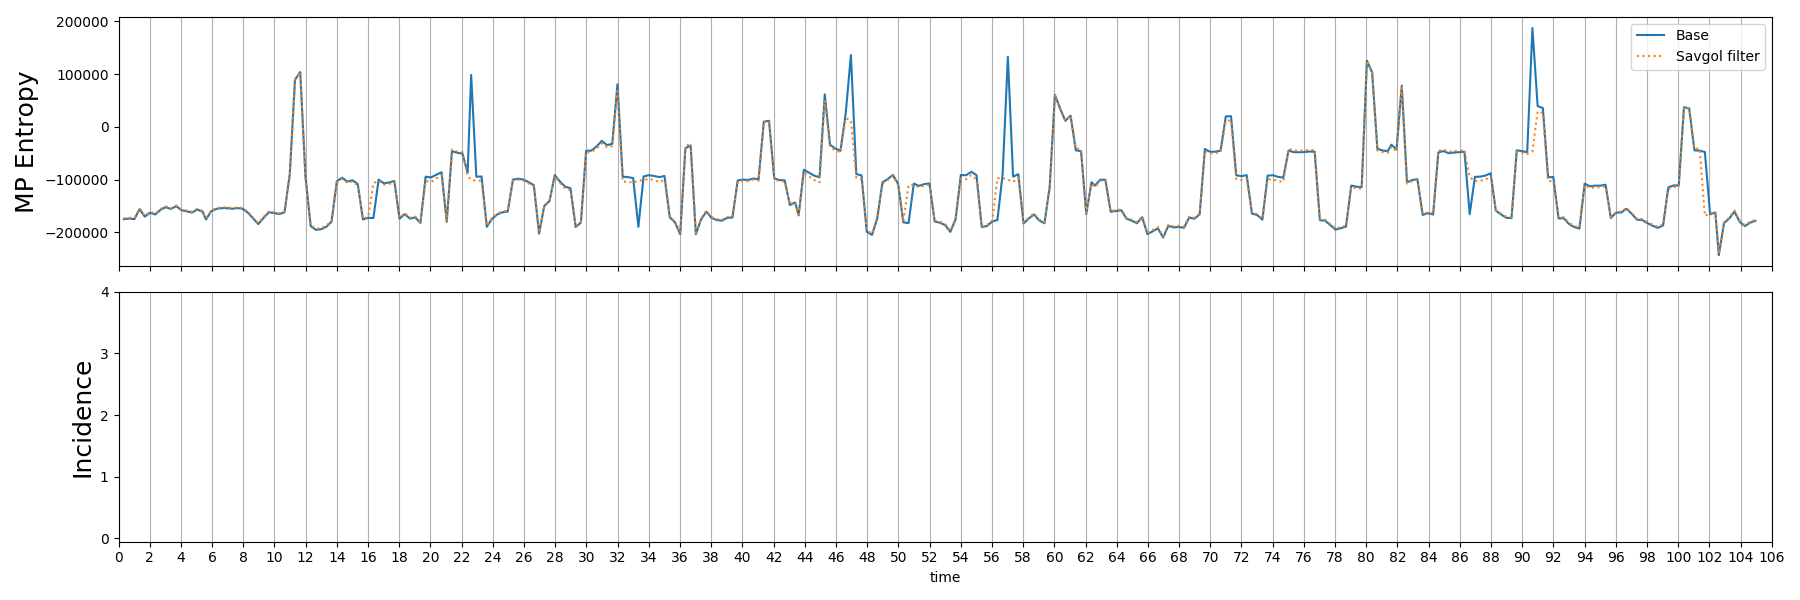 MP Entropy
200000
100000
0
−100000
−200000
Base
Savgol filter
Incidence
4
3
2
1
0
0 2 4 6 8 10 12 14 16 18 20 22 24 26 28 30 32 34 36 38 40 42 44 46 48 50 52 54 56 58 60 62 64 66 68 70 72 74 76 78 80 82 84 86 88 90 92 94 96 98 100 102 104 106
time